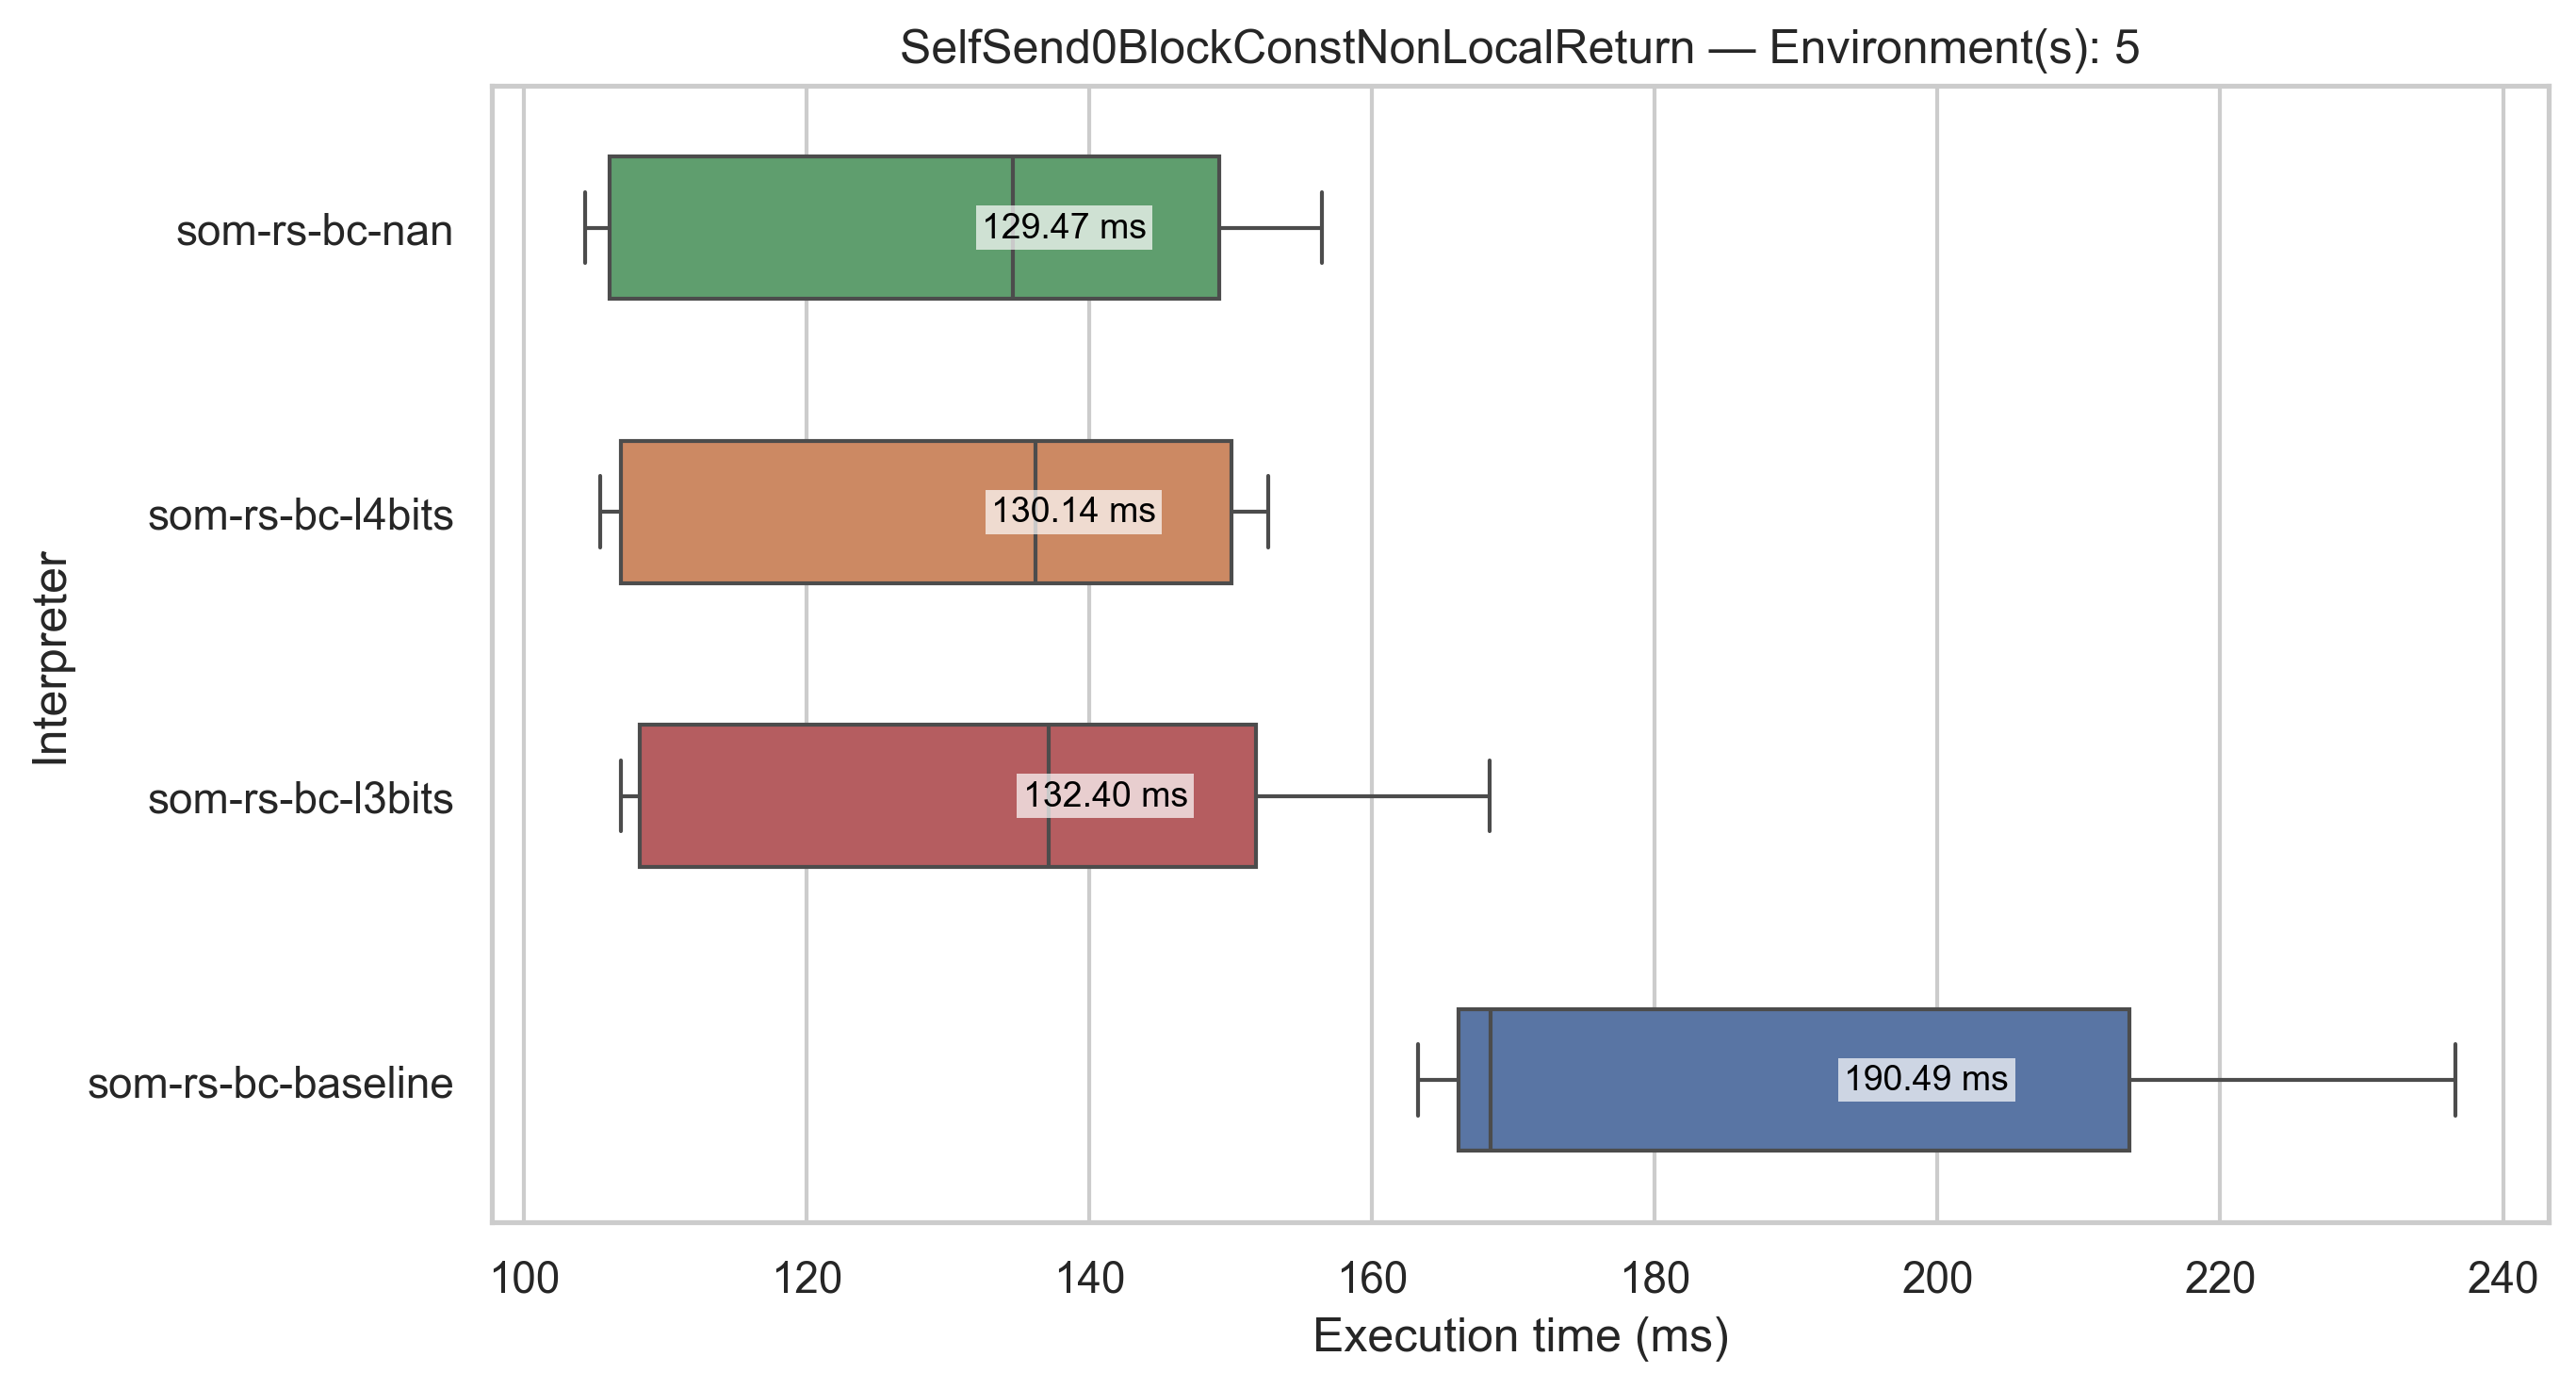 SelfSend0BlockConstNonLocalReturn — Environment(s): 5
Interpreter
som-rs-bc-nan
129.47 ms
som-rs-bc-l4bits
130.14 ms
som-rs-bc-l3bits
132.40 ms
som-rs-bc-baseline
190.49 ms
100 120 140 160 180 200 220 240
Execution time (ms)